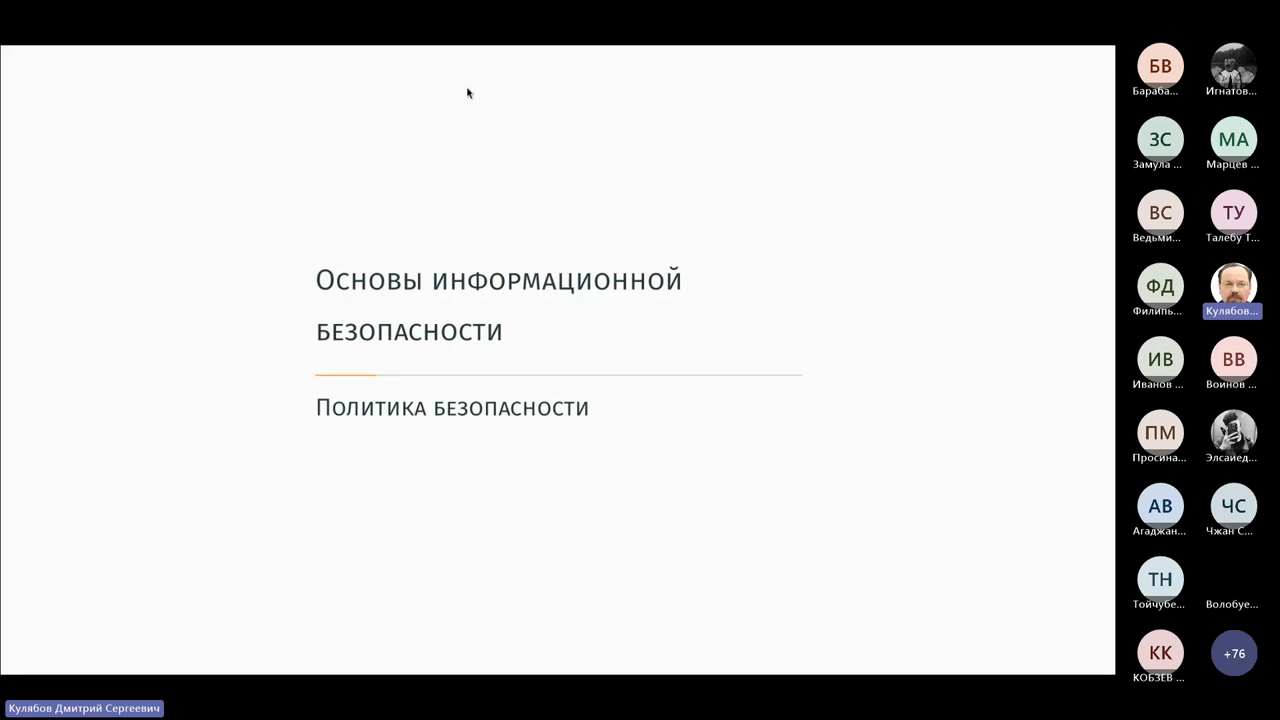 Основы информационной
безопасности
Политика безопасности
БВ
Бараба...
Игнатов...
ЗС
Замула ...
МА
Марцев ...
ВС
Ведьми...
ТУ
Талебу Т...
ФД
Филипь...
Кулябов...
ИВ
Иванов ...
ВВ
Воинов ...
ПМ
Просина...
Элсаиед...
АВ
Агаджан...
ЧС
Чжан С...
ТН
Тойчубе...
Волобуе...
КК
КОБЗЕВ ...
+76
Кулябов Дмитрий Сергеевич